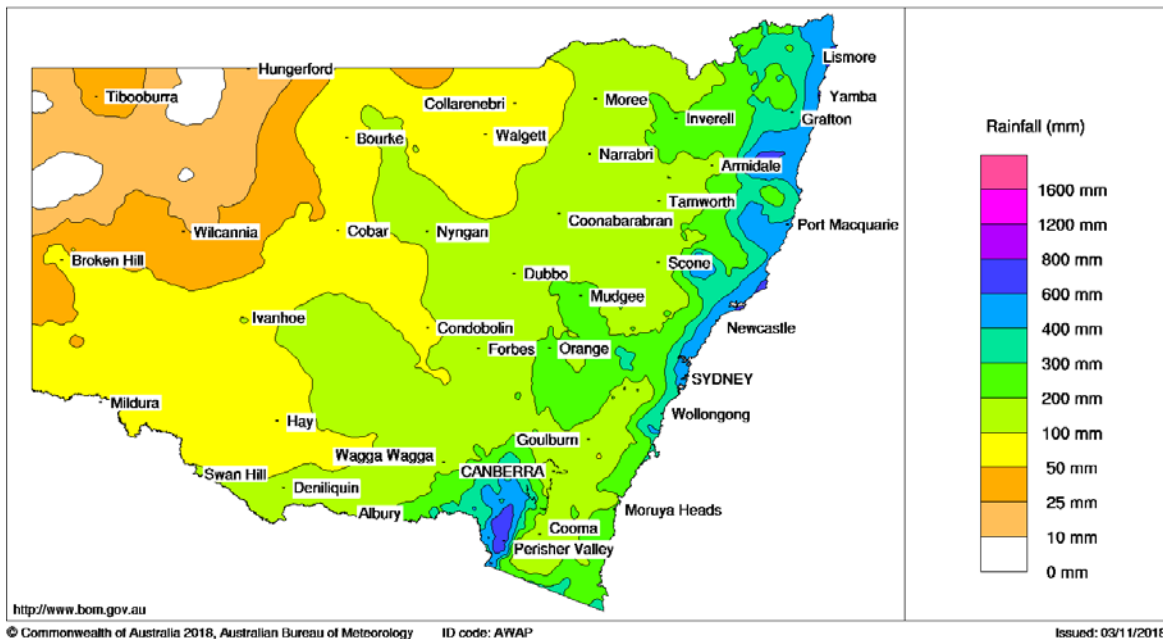 Hungerford
Tibooburra
Collarenebri
Moree
Lismore
Yamba
Grafton
Inverell
Bourke
Walgett
Narrabri
Armidale
Tamworth
Coonabarabran
Port Macquarie
Wilcannia
Cobar
Nyngan
Broken Hill
Scone
Dubbo
Mudgee
Ivanhoe
Condobolin
Newcastle
Forbes
Orange
SYDNEY
Mildura
Wollongong
Hay
Goulburn
Wagga Wagga
CANBERRA
Swan Hill
Deniliquin
Albury
Moruya Heads
Cooma
Perisher Valley
Rainfall (mm)
1600 mm
1200 mm
800 mm
600 mm
400 mm
300 mm
200 mm
100 mm
50 mm
25 mm
10 mm
0 mm
http://www.bom.gov.au
© Commonwealth of Australia 2018, Australian Bureau of Meteorology ID code: AWAP Issued: 03/11/2018